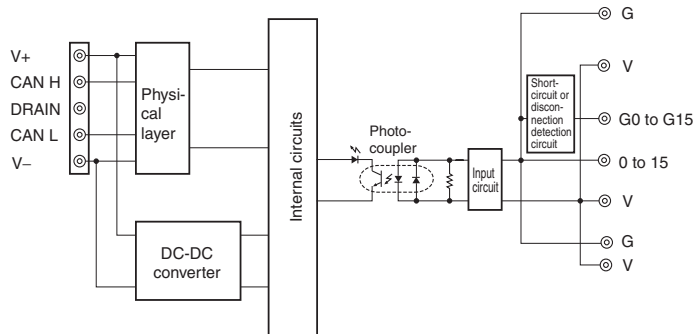 V+
CAN H
DRAIN
CAN L
V–
Physi-
cal
layer
DC-DC
converter
Internal circuits
Photo-
coupler
Input
circuit
Short-
circuit or
discon-
nection
detection
circuit
G
V
G0 to G15
0 to 15
V
G
V